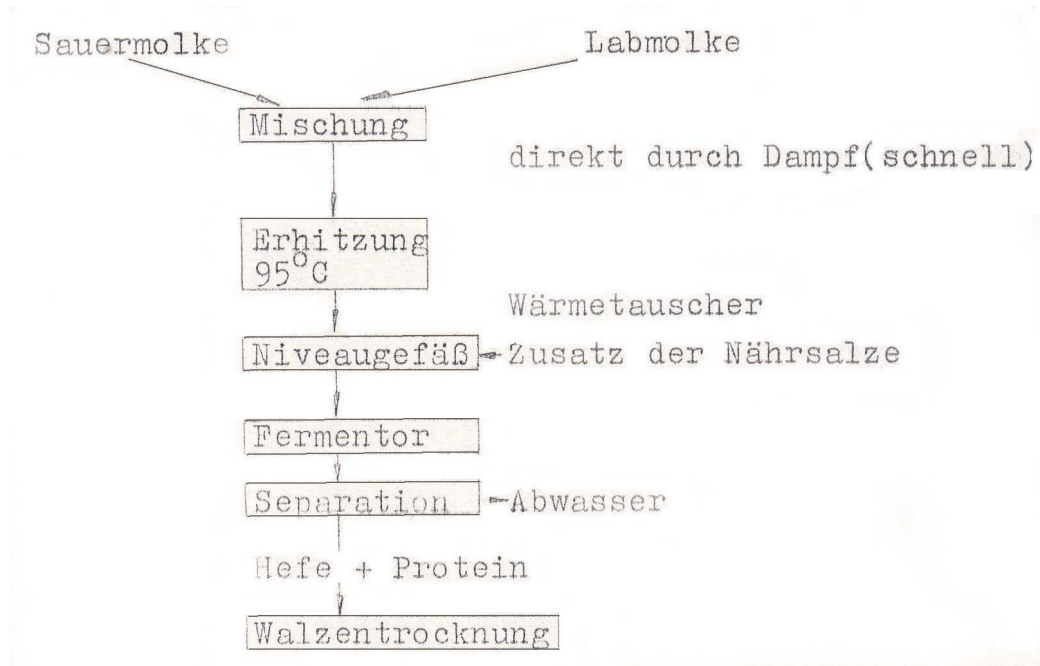 Sauermolke Labmolke
Mischung
direkt durch Dampf(schnell)
Erhitzung
95°C
Wärmetauscher
Niveaugefäß Zusatz der Nährsalze
Fermentor
Separation Abwasser
Hefe + Protein
Walzentrocknung